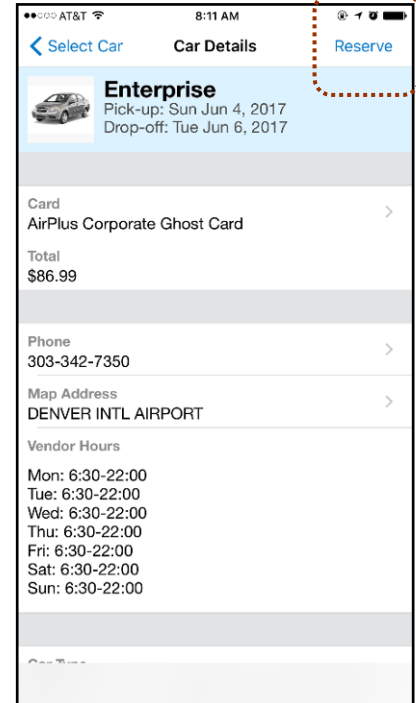 AT&T
8:11 AM
Select Car
Car Details
Reserve
Enterprise
Pick-up: Sun Jun 4, 2017
Drop-off: Tue Jun 6, 2017
Card
AirPlus Corporate Ghost Card
Total
$86.99
Phone
303-342-7350
Map Address
DENVER INTL AIRPORT
Vendor Hours
Mon: 6:30-22:00
Tue: 6:30-22:00
Wed: 6:30-22:00
Thu: 6:30-22:00
Fri: 6:30-22:00
Sat: 6:30-22:00
Sun: 6:30-22:00
Car Type